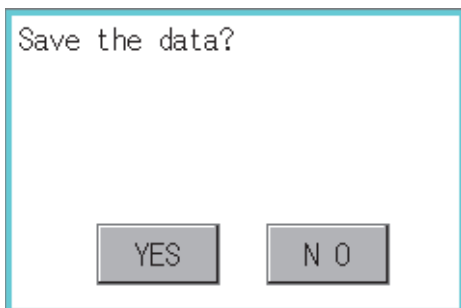 Save the data?
YES N O